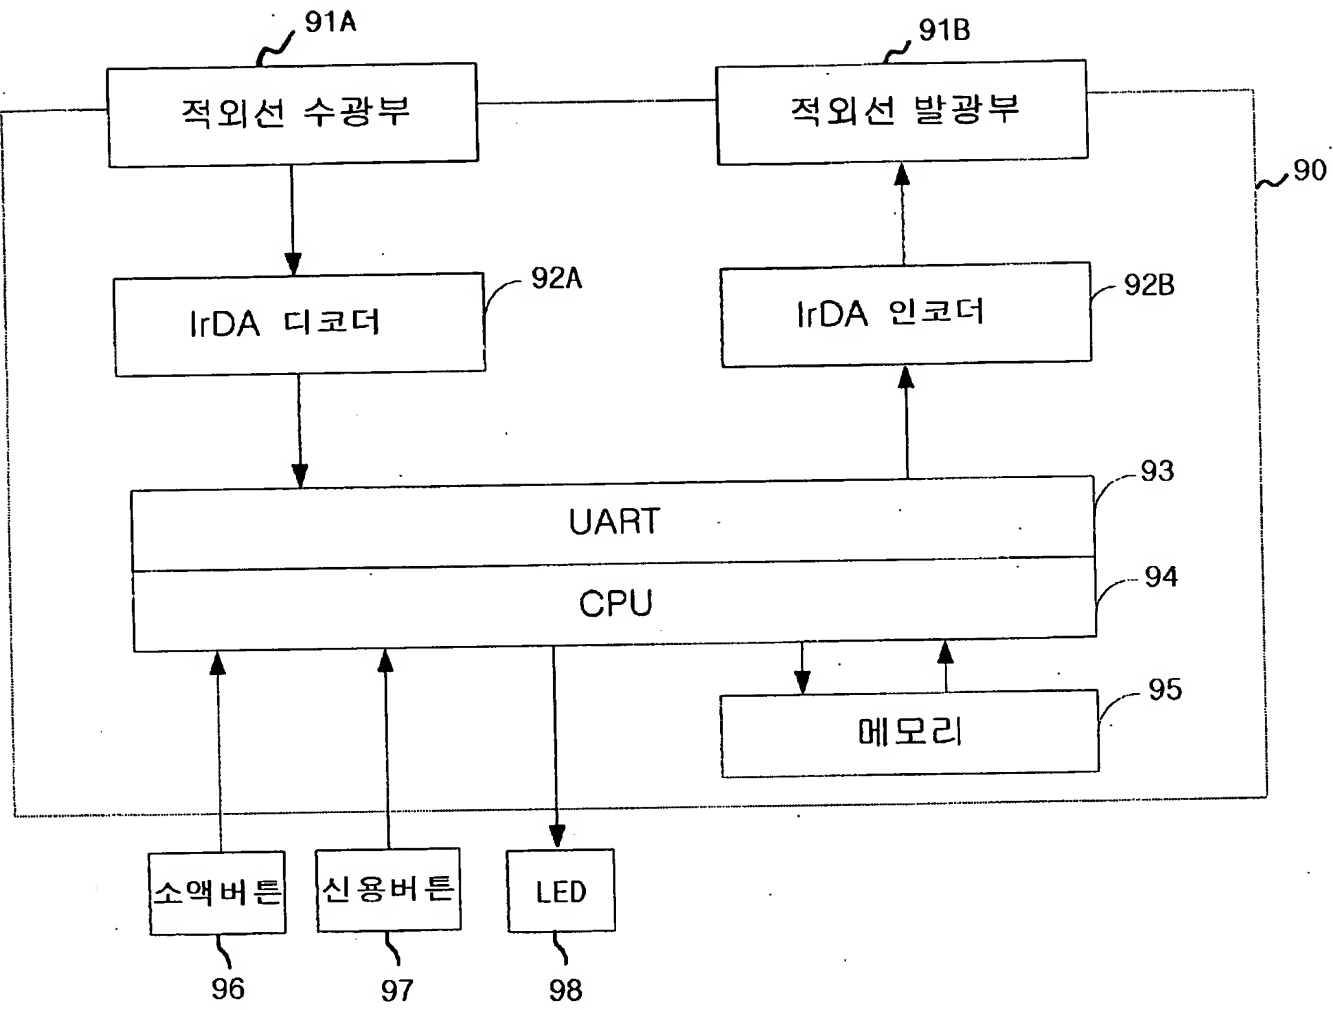 91A
91B
적외선 수광부
적외선 발광부
90
92A
92B
IrDA 디코더
IrDA 인코더
93
UART
94
CPU
95
메모리
소액버튼
신용버튼
LED
96
97
98